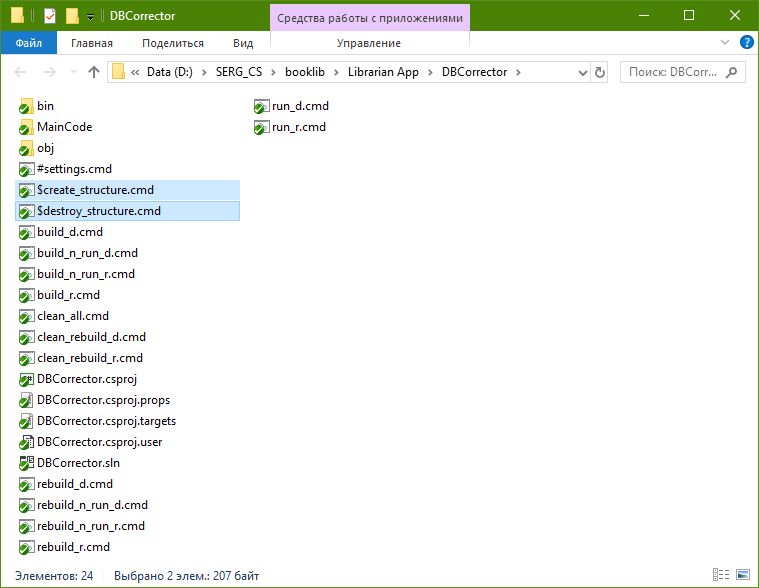 DBCorrector
Средства работы с приложениями
Файл
Главная
Поделиться
Вид
Управление
?
« Data (D:) › SERG_CS › booklib › Librarian App › DBCorrector ›
Поиск: DBCorr...
bin
MainCode
obj
#settings.cmd
$create_structure.cmd
$destroy_structure.cmd
build_d.cmd
build_n_run_d.cmd
build_n_run_r.cmd
build_r.cmd
clean_all.cmd
clean_rebuild_d.cmd
clean_rebuild_r.cmd
DBCorrector.csproj
DBCorrector.csproj.props
DBCorrector.csproj.targets
DBCorrector.csproj.user
DBCorrector.sln
rebuild_d.cmd
rebuild_n_run_d.cmd
rebuild_n_run_r.cmd
rebuild_r.cmd
run_d.cmd
run_r.cmd
Элементов: 24
Выбрано 2 элем.: 207 байт